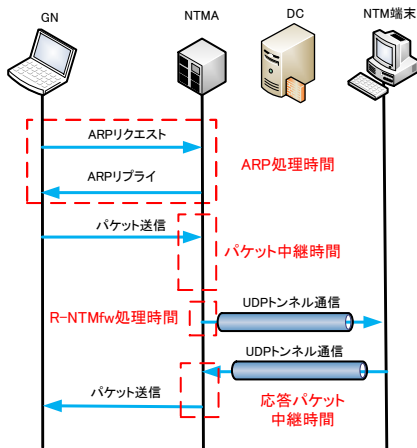 GN
NTMA
DC
NTM端末
ARPリクエスト
ARP処理時間
ARPリプライ
パケット送信
パケット中継時間
R-NTMfw処理時間
UDPトンネル通信
UDPトンネル通信
パケット送信
応答パケット
中継時間